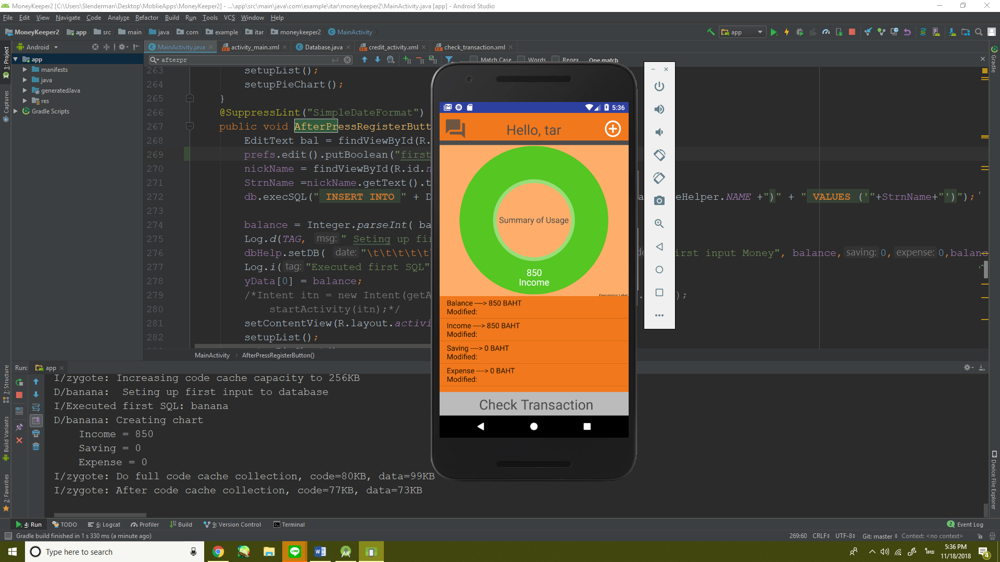 MoneyKeeper2 [C:\Users\Slenderman\Desktop\MoblieApps\MoneyKeeper2] - ...\app\src\main\java\com\example\itar\moneykeeper2\MainActivity.java [app] - Android Studio
File Edit View Navigate Code Analyze Refactor Build Run Tools VCS Window Help
MoneyKeeper2 app src main java com example itar moneykeeper2 MainActivity
app
Android
MainActivity.java activity_main.xml Database.java credit_activity.xml check_transaction.xml
1: Project
Captures
Gradle
app
manifests
java
generatedJava
res
Gradle Scripts
afterpr
Match Case Words Regex One match
263 setupList();
264 setupPieChart();
265 }
266 @SuppressLint("SimpleDateFormat")
267 public void AfterPressRegisterButt
268 EditText bal = findViewById(R.
269 prefs.edit().putBoolean("first
270 nickName = findViewById(R.id.n
271 StrnName =nickName.getText().t
272 db.execSQL(" INSERT INTO " + D
eHelper.NAME +")" + " VALUES ('"+StrnName+"')");
273
274 balance = Integer.parseInt( ba
275 Log.d(TAG, msg: " Seting up fir
276 dbHelp.setDB( date: "\t\t\t\t\t
irst input Money", balance, saving: 0, expense: 0,balanc
277 Log.i( tag: "Executed first SQL"
278 yData[0] = balance;
279 /*Intent itn = new Intent(getA
);
280 startActivity(itn);*/
281 setContentView(R.layout.activi
282 setupList();
MainActivity AfterPressRegisterButton()
5:36
Hello, tar
Summary of Usage
850
Income
Description Label
Balance ----> 850 BAHT
Modified:
Income ----> 850 BAHT
Modified:
Saving ----> 0 BAHT
Modified:
Expense ----> 0 BAHT
Modified:
Check Transaction
Run: app
7: Structure
Build Variants
2: Favorites
Device File Explorer
I/zygote: Increasing code cache capacity to 256KB
D/banana:  Seting up first input to database
I/Executed first SQL: banana
D/banana: Creating chart
Income = 850
Saving = 0
Expense = 0
I/zygote: Do full code cache collection, code=80KB, data=99KB
I/zygote: After code cache collection, code=77KB, data=73KB
4: Run TODO 6: Logcat Profiler Build 9: Version Control Terminal
2 Event Log
Gradle build finished in 1 s 330 ms (a minute ago)
269:60 CRLF UTF-8 Git: master Context: <no context>
Type here to search
LINE
ไทย
5:36 PM
11/18/2018
4